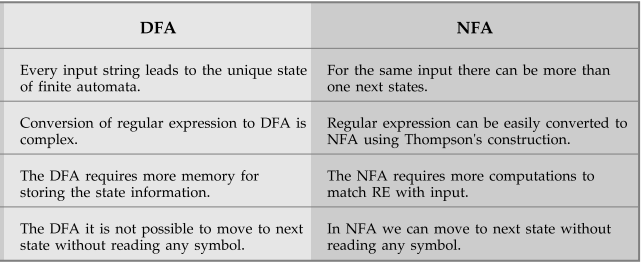 DFA
NFA
Every input string leads to the unique state
of finite automata.
For the same input there can be more than
one next states.
Conversion of regular expression to DFA is
complex.
Regular expression can be easily converted to
NFA using Thompson's construction.
The DFA requires more memory for
storing the state information.
The NFA requires more computations to
match RE with input.
The DFA it is not possible to move to next
state without reading any symbol.
In NFA we can move to next state without
reading any symbol.